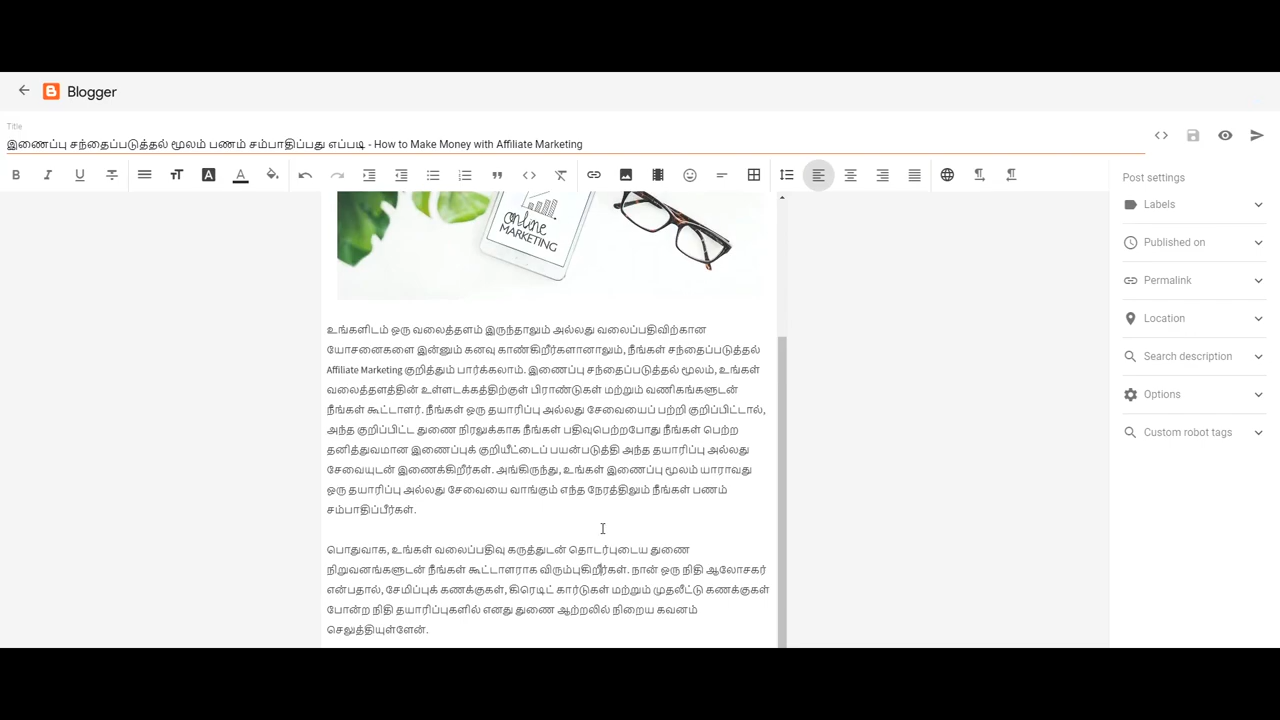 Blogger
Title
இணைப்பு சந்தைப்படுத்தல் மூலம் பணம் சம்பாதிப்பது எப்படி - How to Make Money with Affiliate Marketing
Post settings
Labels
Published on
Permalink
Location
Search description
Options
Custom robot tags
online
MARKETING
உங்களிடம் ஒரு வலைத்தளம் இருந்தாலும் அல்லது வலைப்பதிவிற்கான
யோசனைகளை இன்னும் கனவு காண்கிறீர்களானாலும், நீங்கள் சந்தைப்படுத்தல்
Affiliate Marketing குறித்தும் பார்க்கலாம். இணைப்பு சந்தைப்படுத்தல் மூலம், உங்கள்
வலைத்தளத்தின் உள்ளடக்கத்திற்குள் பிராண்டுகள் மற்றும் வணிகங்களுடன்
நீங்கள் கூட்டாளர். நீங்கள் ஒரு தயாரிப்பு அல்லது சேவையைப் பற்றி குறிப்பிட்டால்,
அந்த குறிப்பிட்ட துணை நிரலுக்காக நீங்கள் பதிவுபெற்றபோது நீங்கள் பெற்ற
தனித்துவமான இணைப்புக் குறியீட்டைப் பயன்படுத்தி அந்த தயாரிப்பு அல்லது
சேவையுடன் இணைக்கிறீர்கள். அங்கிருந்து, உங்கள் இணைப்பு மூலம் யாராவது
ஒரு தயாரிப்பு அல்லது சேவையை வாங்கும் எந்த நேரத்திலும் நீங்கள் பணம்
சம்பாதிப்பீர்கள்.
பொதுவாக, உங்கள் வலைப்பதிவு கருத்துடன் தொடர்புடைய துணை
நிறுவனங்களுடன் நீங்கள் கூட்டாளராக விரும்புகிறீர்கள். நான் ஒரு நிதி ஆலோசகர்
என்பதால், சேமிப்புக் கணக்குகள், கிரெடிட் கார்டுகள் மற்றும் முதலீட்டு கணக்குகள்
போன்ற நிதி தயாரிப்புகளில் எனது துணை ஆற்றலில் நிறைய கவனம்
செலுத்தியுள்ளேன்.